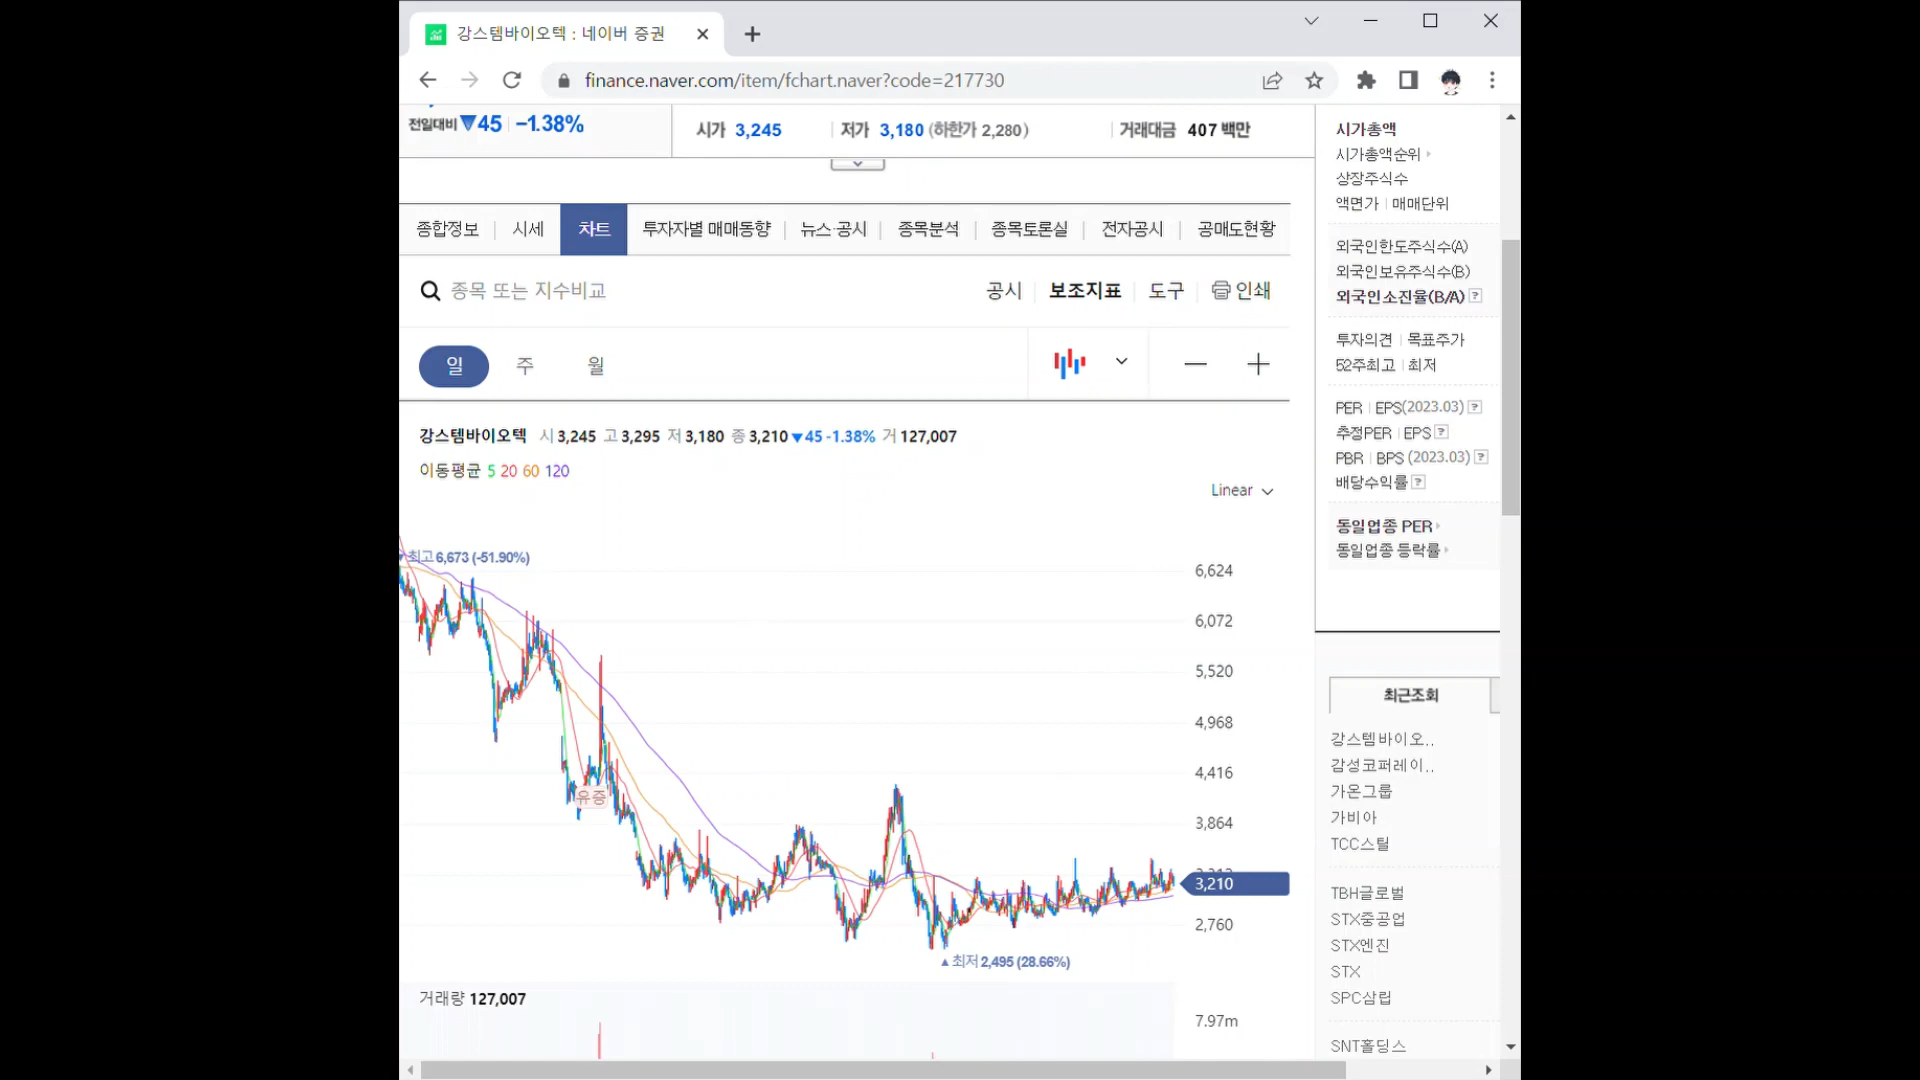 강스템바이오텍 : 네이버 증권
finance.naver.com/item/fchart.naver?code=217730
전일대비 ▼45 -1.38%
시가 3,245 저가 3,180 (하한가 2,280) 거래대금 407 백만
종합정보 시세 차트 투자자별 매매동향 뉴스·공시 종목분석 종목토론실 전자공시 공매도현황
종목 또는 지수비교
공시 보조지표 도구 인쇄
일 주 월
강스템바이오텍 시 3,245 고 3,295 저 3,180 종 3,210 ▼45 -1.38% 거 127,007
이동평균 5 20 60 120
Linear
최고 6,673 (-51.90%)
6,624
6,072
5,520
4,968
4,416
유증
3,864
3,210
2,760
▲최저 2,495 (28.66%)
거래량 127,007
7.97m
시가총액
시가총액순위
상장주식수
액면가 매매단위
외국인한도주식수(A)
외국인보유주식수(B)
외국인소진율(B/A) ?
투자의견 목표주가
52주최고 최저
PER EPS(2023.03) ?
추정PER EPS ?
PBR BPS (2023.03) ?
배당수익률 ?
동일업종 PER
동일업종 등락률
최근조회
강스템바이오..
감성코퍼레이..
가온그룹
가비아
TCC스틸
TBH글로벌
STX중공업
STX엔진
STX
SPC삼립
SNT홀딩스